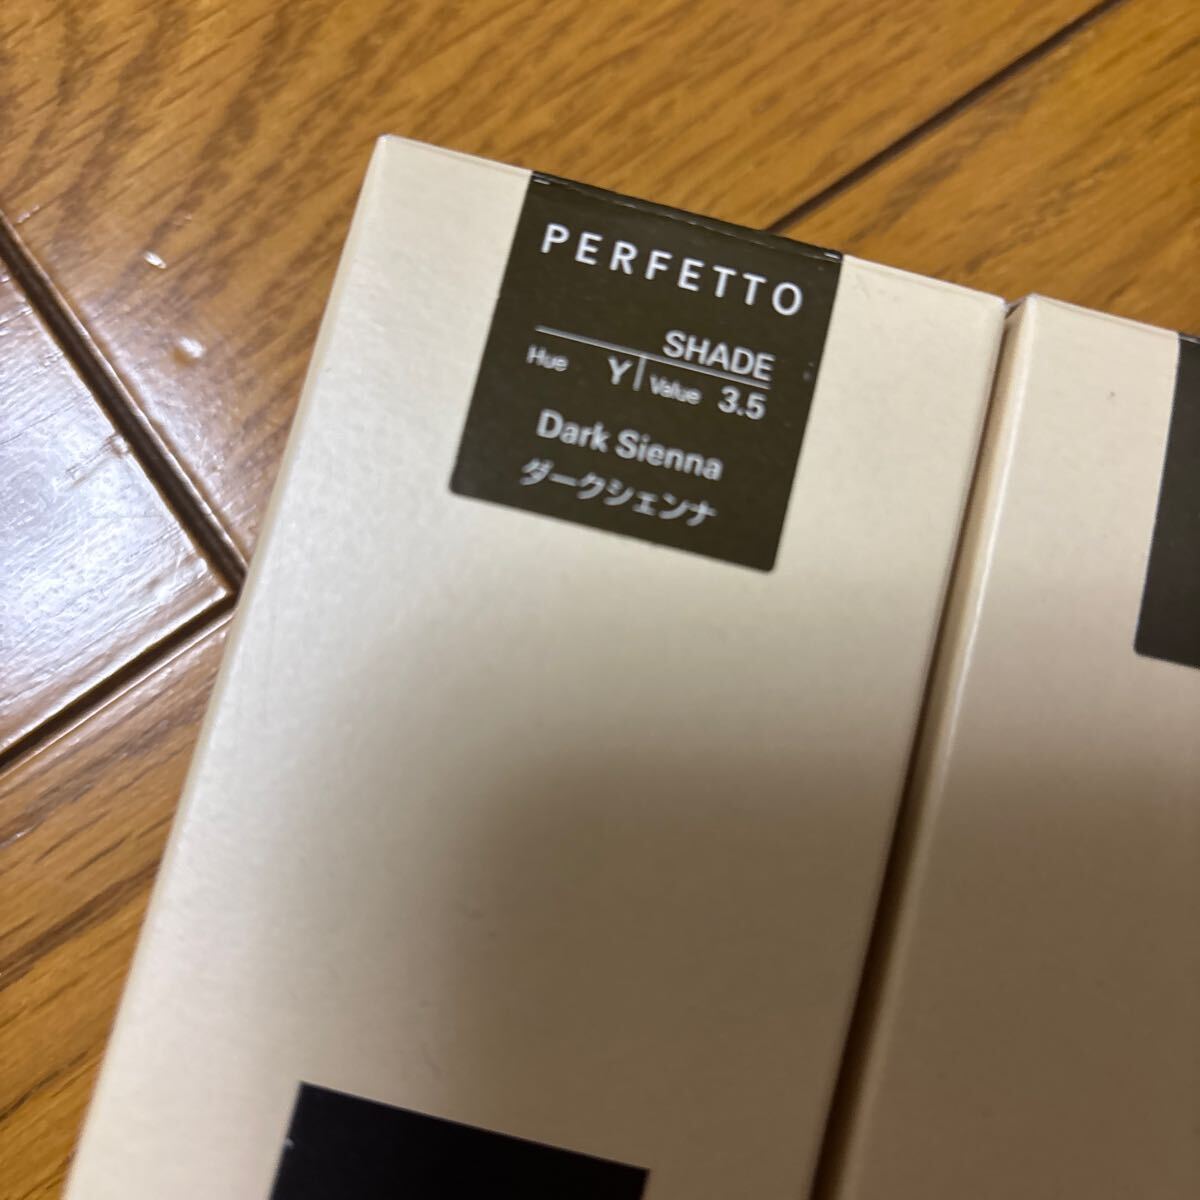 PERFETTO
SHADE
Hue Y Value 3.5
Dark Sienna
ダークシェンナ